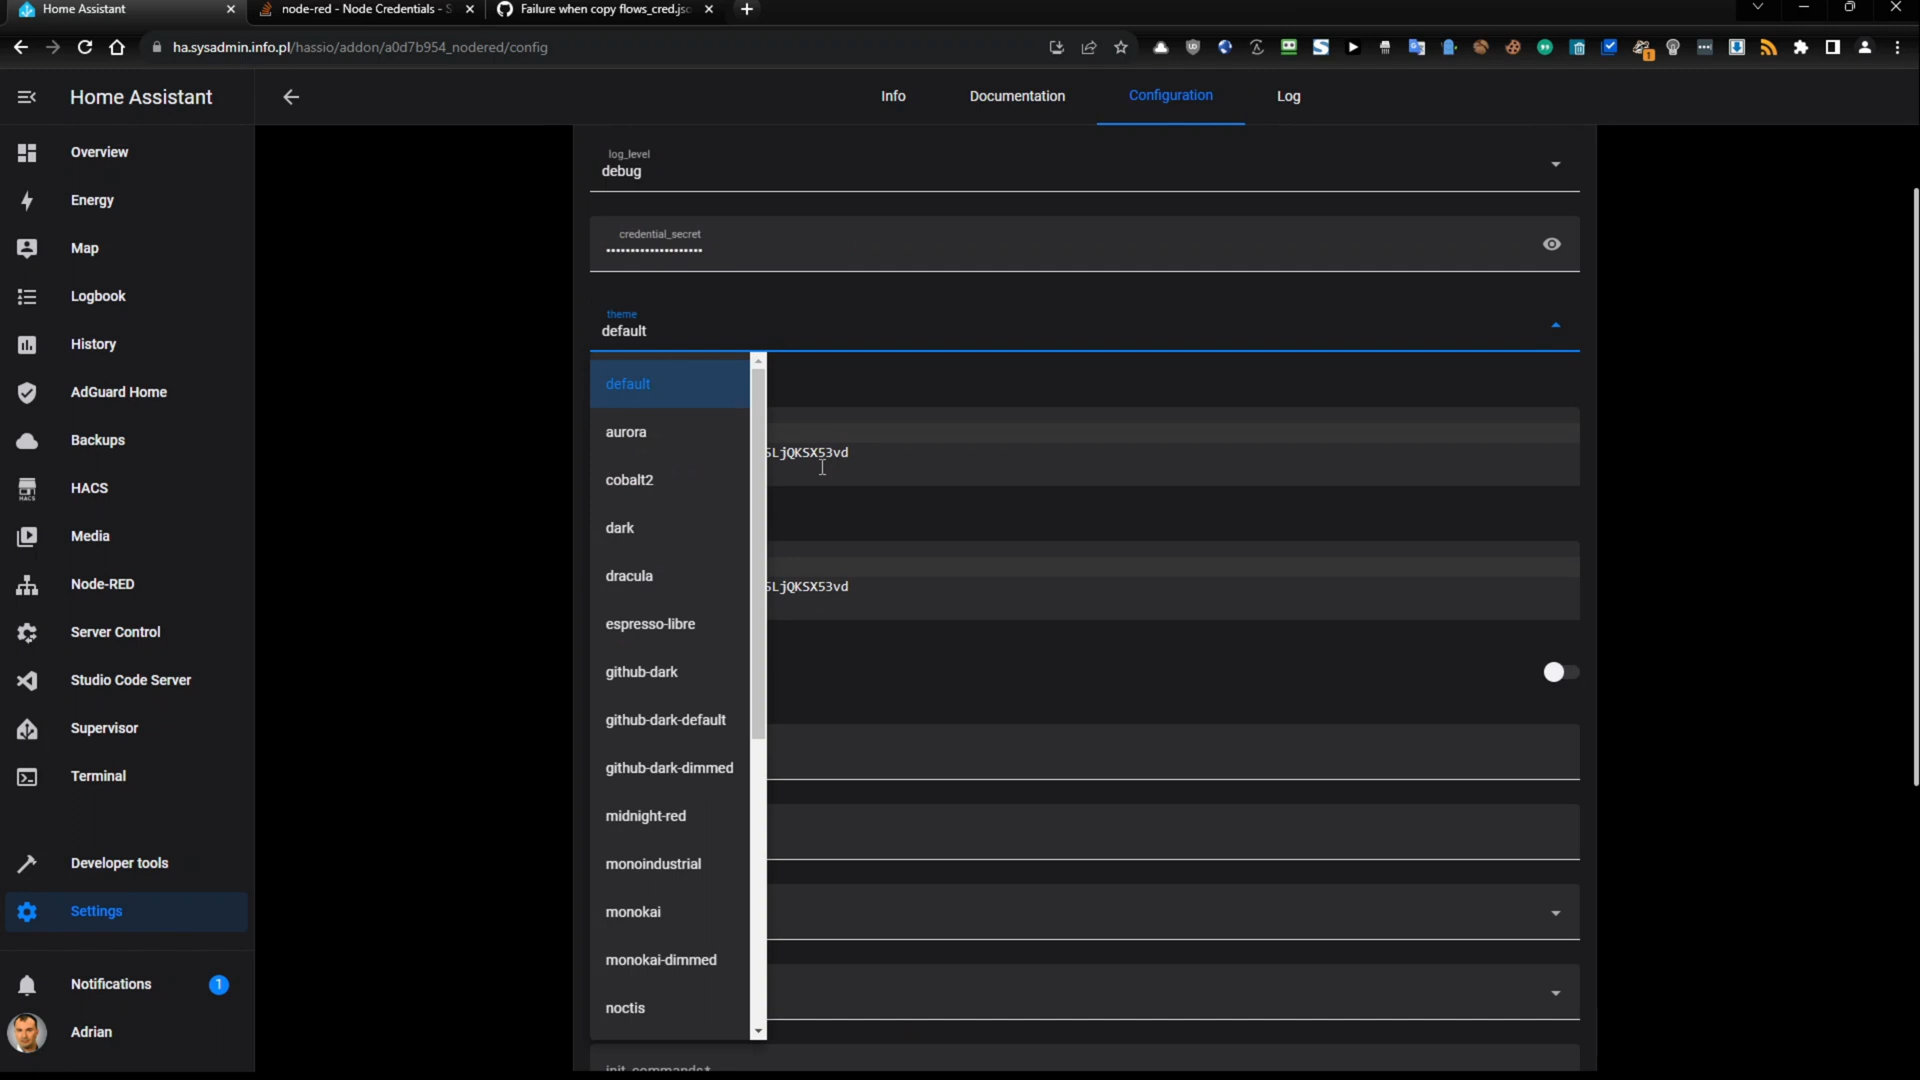 Home Assistant
node-red - Node Credentials - S
Failure when copy flows_cred.jsc
ha.sysadmin.info.pl/hassio/addon/a0d7b954_nodered/config
1
Home Assistant
Info
Documentation
Configuration
Log
Overview
Energy
Map
Logbook
History
AdGuard Home
Backups
HACS
HACS
Media
Node-RED
Server Control
Studio Code Server
Supervisor
Terminal
Developer tools
Settings
Notifications
1
Adrian
log_level
debug
credential_secret
••••••••••••••••••••
theme
default
default
aurora
cobalt2
dark
dracula
espresso-libre
github-dark
github-dark-default
github-dark-dimmed
midnight-red
monoindustrial
monokai
monokai-dimmed
noctis
LjQKSX53vd
LjQKSX53vd
init_commands*